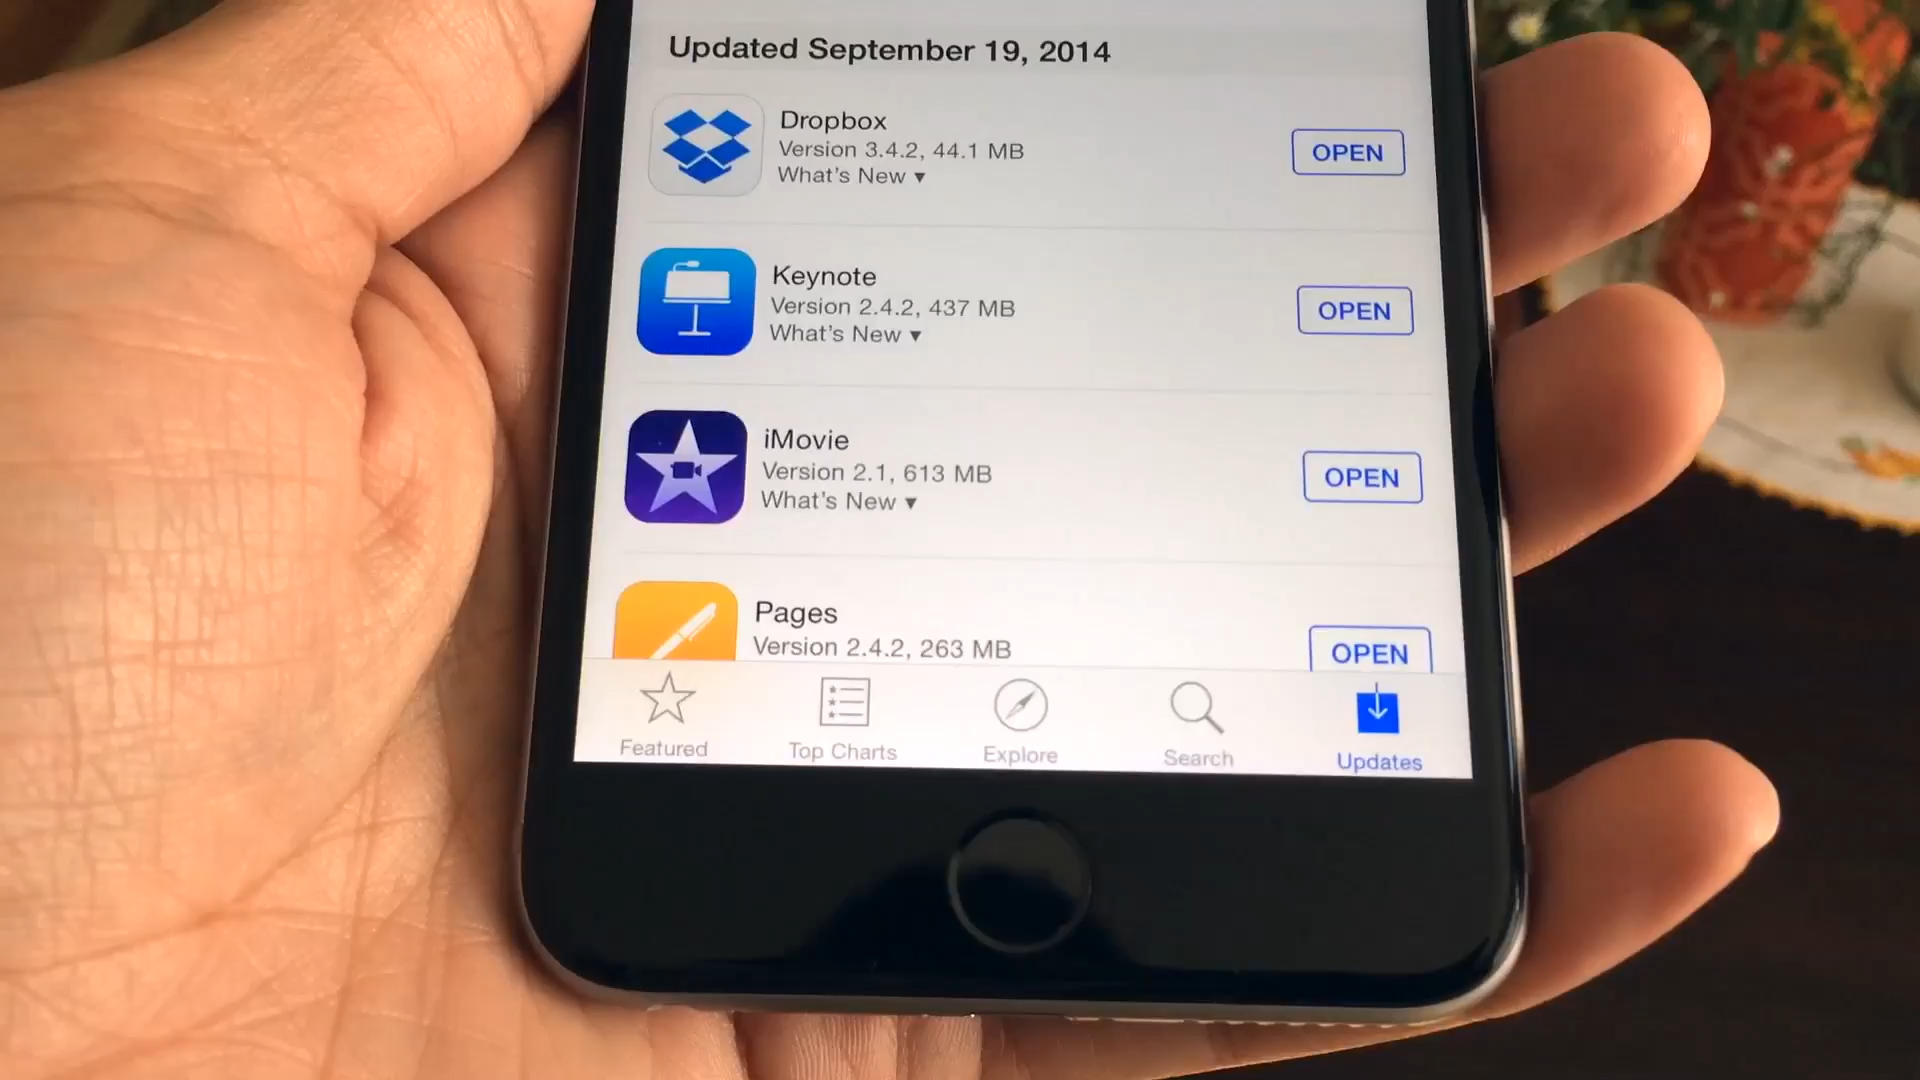 Updated September 19, 2014
Dropbox
Version 3.4.2, 44.1 MB
What's New ▼
OPEN
Keynote
Version 2.4.2, 437 MB
What's New ▼
OPEN
iMovie
Version 2.1, 613 MB
What's New ▼
OPEN
Pages
Version 2.4.2, 263 MB
OPEN
Featured
Top Charts
Explore
Search
Updates